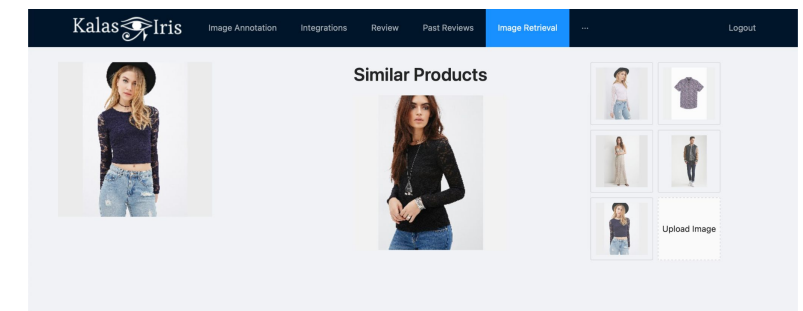 Kalas Iris
Image Annotation
Integrations
Review
Past Reviews
Image Retrieval
...
Logout
Similar Products
Upload Image